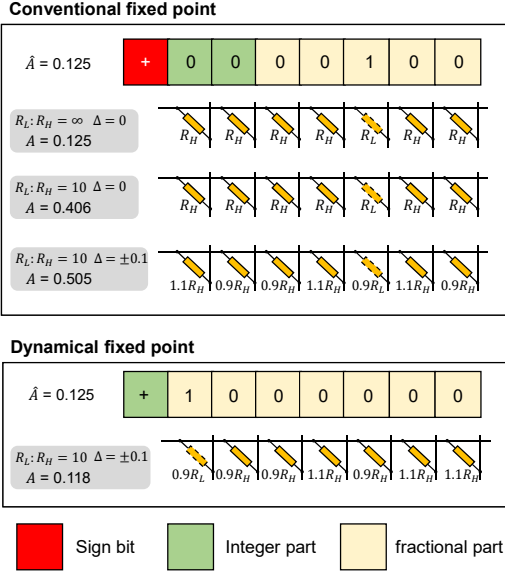 Conventional fixed point
Â = 0.125 + 0 0 0 0 1 0 0
R_L: R_H = ∞ Δ = 0
A = 0.125
R_H R_H R_H R_H R_L R_H R_H
R_L: R_H = 10 Δ = 0
A = 0.406
R_H R_H R_H R_H R_L R_H R_H
R_L: R_H = 10 Δ = ±0.1
A = 0.505
1.1R_H 0.9R_H 0.9R_H 1.1R_H 0.9R_L 1.1R_H 0.9R_H
Dynamical fixed point
Â = 0.125 + 1 0 0 0 0 0 0
R_L: R_H = 10 Δ = ±0.1
A = 0.118
0.9R_L 0.9R_H 0.9R_H 1.1R_H 0.9R_H 1.1R_H 1.1R_H
Sign bit Integer part fractional part